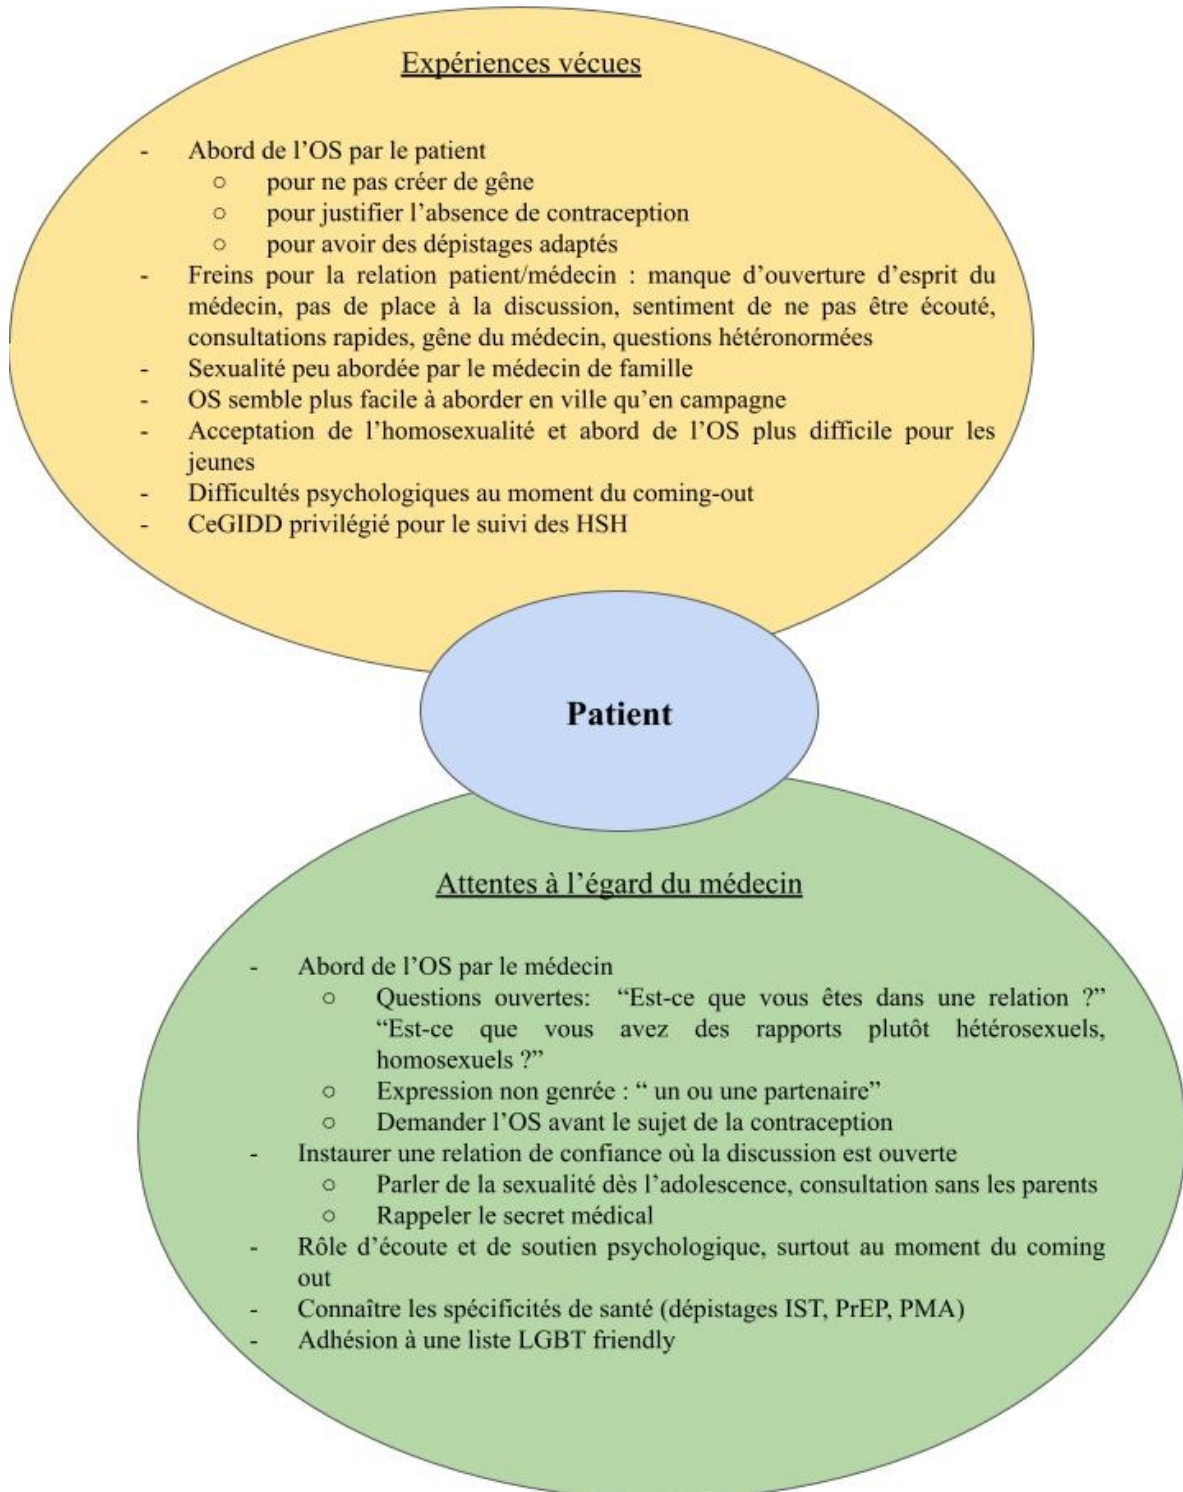 Expériences vécues
- Abord de l’OS par le patient
○ pour ne pas créer de gêne
○ pour justifier l’absence de contraception
○ pour avoir des dépistages adaptés
- Freins pour la relation patient/médecin : manque d’ouverture d’esprit du
médecin, pas de place à la discussion, sentiment de ne pas être écouté,
consultations rapides, gêne du médecin, questions hétéronormées
- Sexualité peu abordée par le médecin de famille
- OS semble plus facile à aborder en ville qu’en campagne
- Acceptation de l’homosexualité et abord de l’OS plus difficile pour les
jeunes
- Difficultés psychologiques au moment du coming-out
- CeGIDD privilégié pour le suivi des HSH
Patient
Attentes à l’égard du médecin
- Abord de l’OS par le médecin
○ Questions ouvertes: “Est-ce que vous êtes dans une relation ?”
“Est-ce que vous avez des rapports plutôt hétérosexuels,
homosexuels ?”
○ Expression non genrée : “ un ou une partenaire”
○ Demander l’OS avant le sujet de la contraception
- Instaurer une relation de confiance où la discussion est ouverte
○ Parler de la sexualité dès l’adolescence, consultation sans les parents
○ Rappeler le secret médical
- Rôle d’écoute et de soutien psychologique, surtout au moment du coming
out
- Connaître les spécificités de santé (dépistages IST, PrEP, PMA)
- Adhésion à une liste LGBT friendly